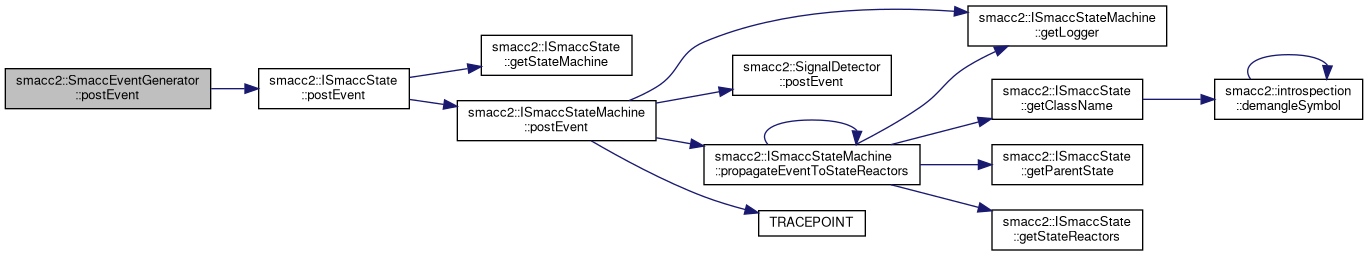 smacc2::SmaccEventGenerator
::postEvent
smacc2::ISmaccState
::postEvent
smacc2::ISmaccState
::getStateMachine
smacc2::ISmaccStateMachine
::postEvent
smacc2::ISmaccStateMachine
::getLogger
smacc2::SignalDetector
::postEvent
smacc2::ISmaccStateMachine
::propagateEventToStateReactors
TRACEPOINT
smacc2::ISmaccState
::getClassName
smacc2::introspection
::demangleSymbol
smacc2::ISmaccState
::getParentState
smacc2::ISmaccState
::getStateReactors